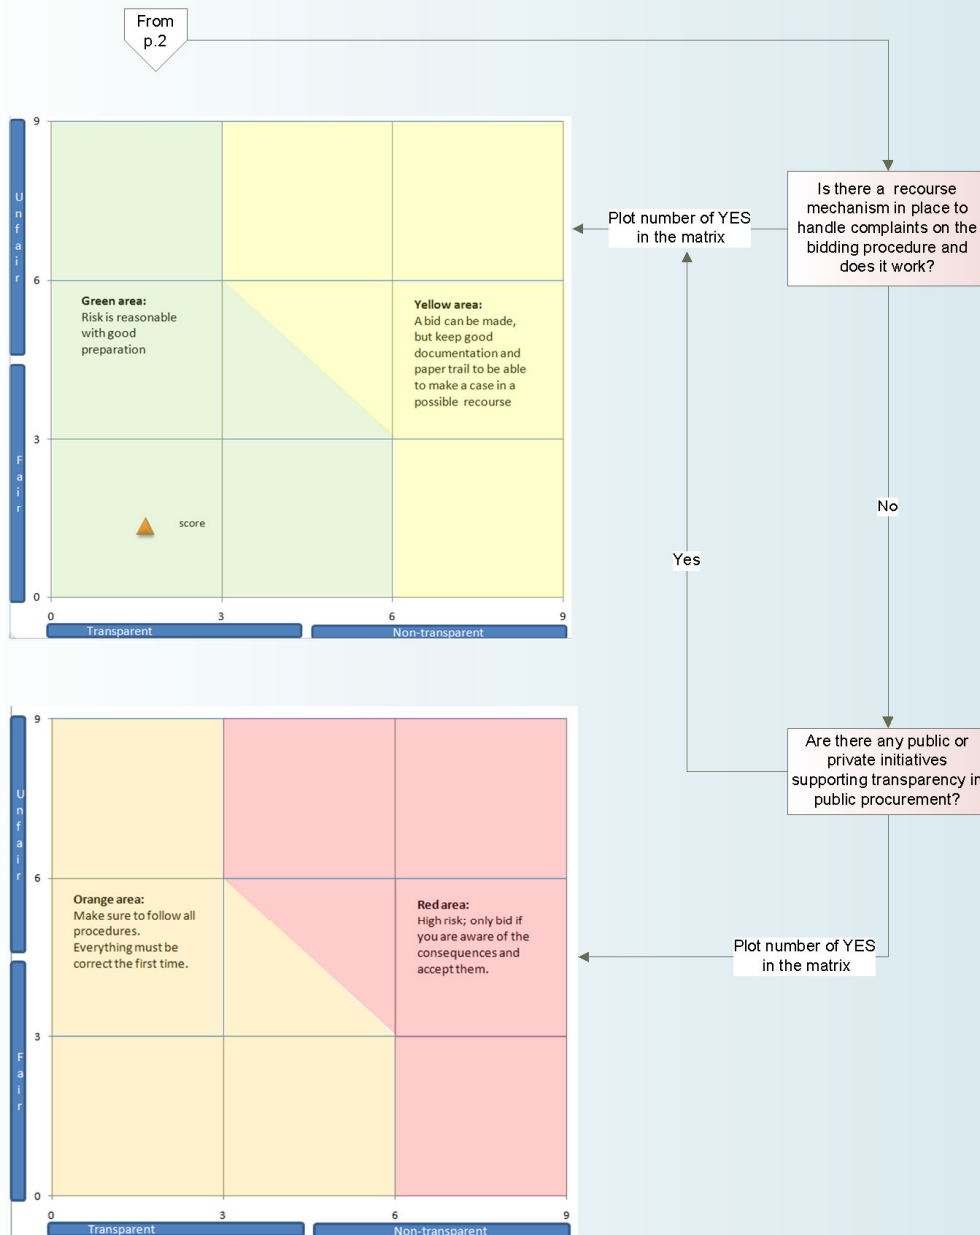 From
p.2
Is there a recourse
mechanism in place to
handle complaints on the
bidding procedure and
does it work?
Plot number of YES
in the matrix
9
Unfair
6
Green area:
Risk is reasonable
with good
preparation
Yellow area:
A bid can be made,
but keep good
documentation and
paper trail to be able
to make a case in a
possible recourse
3
Fair
score
0
0
3
6
9
Transparent
Non-transparent
No
Yes
Are there any public or
private initiatives
supporting transparency in
public procurement?
Plot number of YES
in the matrix
9
Unfair
6
Orange area:
Make sure to follow all
procedures.
Everything must be
correct the first time.
Red area:
High risk; only bid if
you are aware of the
consequences and
accept them.
3
Fair
0
0
3
6
9
Transparent
Non-transparent